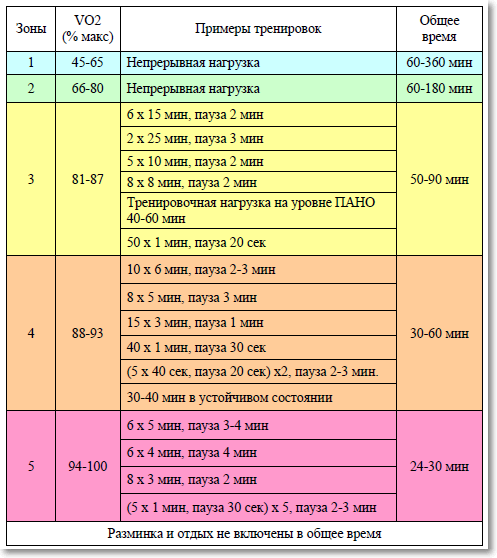 Зоны
VO2
(% макс)
Примеры тренировок
Общее
время
1
45-65
Непрерывная нагрузка
60-360 мин
2
66-80
Непрерывная нагрузка
60-180 мин
3
81-87
6 х 15 мин, пауза 2 мин
2 х 25 мин, пауза 3 мин
5 х 10 мин, пауза 2 мин
8 х 8 мин, пауза 2 мин
Тренировочная нагрузка на уровне ПАНО
40-60 мин
50 х 1 мин, пауза 20 сек
50-90 мин
4
88-93
10 х 6 мин, пауза 2-3 мин
8 х 5 мин, пауза 3 мин
15 х 3 мин, пауза 1 мин
40 х 1 мин, пауза 30 сек
(5 х 40 сек, пауза 20 сек) х2, пауза 2-3 мин.
30-40 мин в устойчивом состоянии
30-60 мин
5
94-100
6 х 5 мин, пауза 3-4 мин
6 х 4 мин, пауза 4 мин
8 х 3 мин, пауза 2 мин
(5 х 1 мин, пауза 30 сек) х 5, пауза 2-3 мин
24-30 мин
Разминка и отдых не включены в общее время